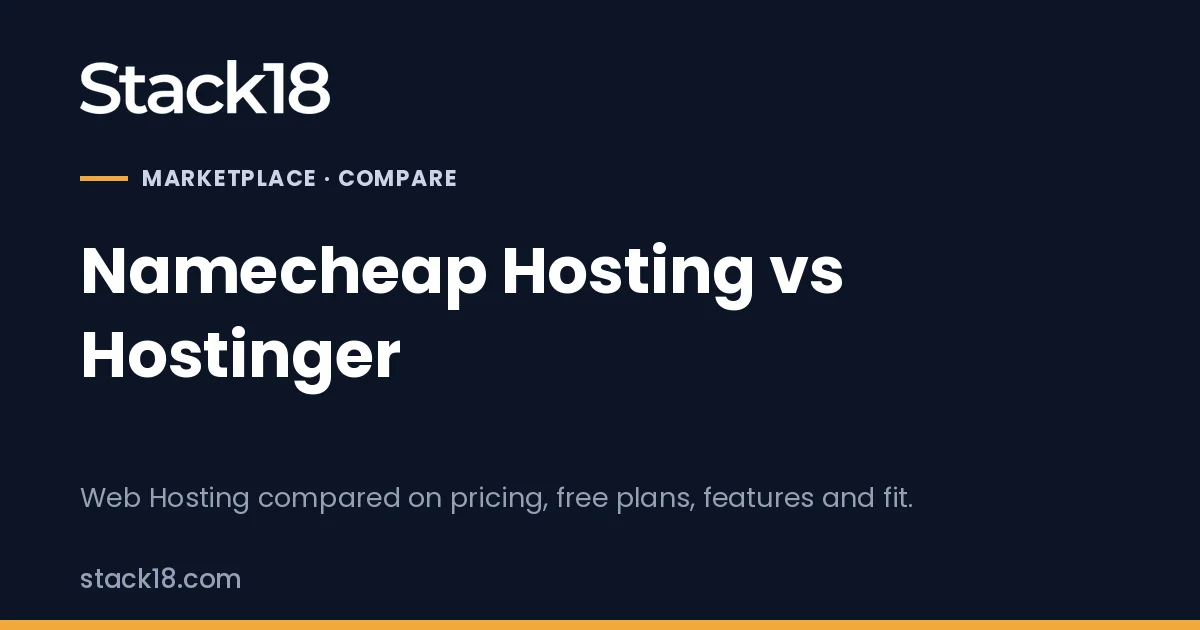 Stack18
MARKETPLACE · COMPARE
Namecheap Hosting vs
Hostinger
Web Hosting compared on pricing, free plans, features and fit.
stack18.com